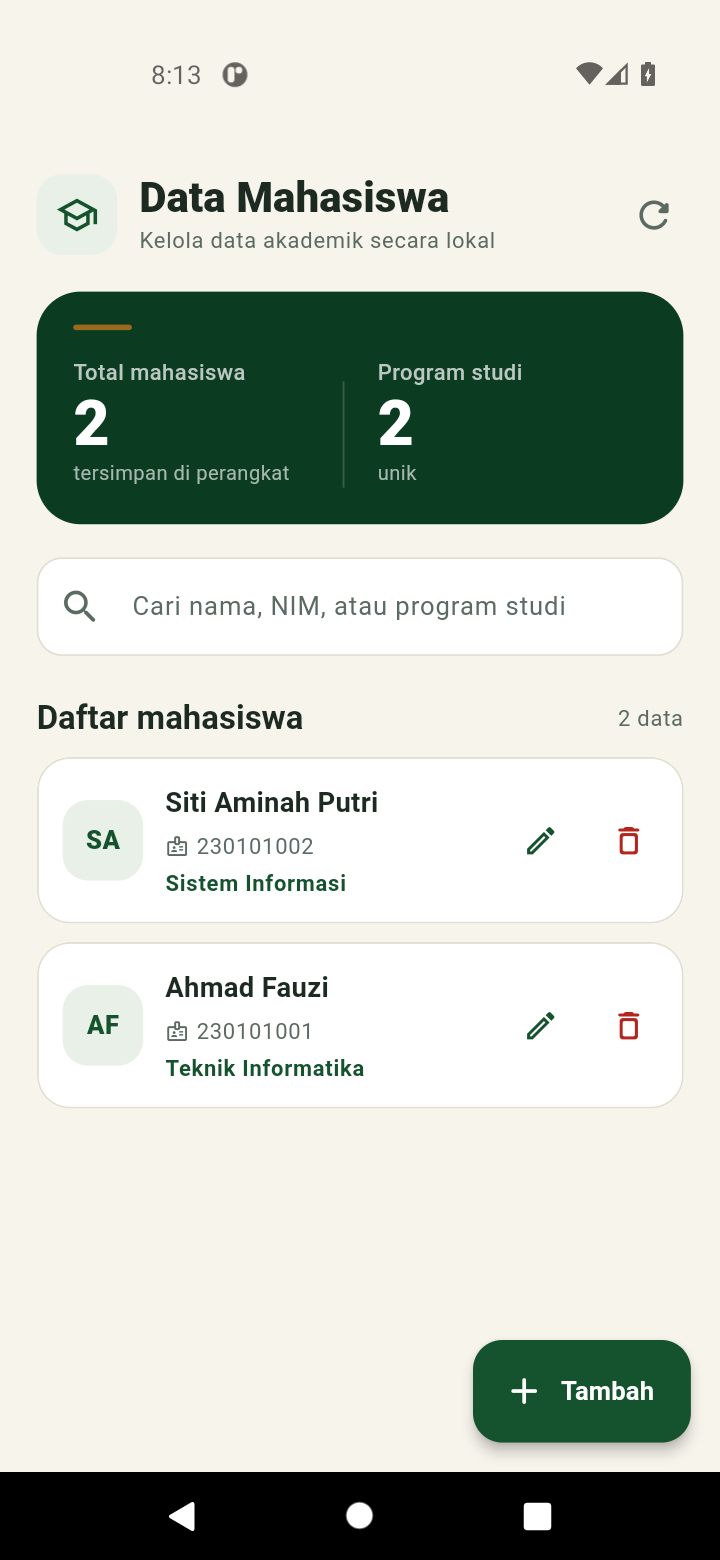 8:13
Data Mahasiswa
Kelola data akademik secara lokal
Total mahasiswa
2
tersimpan di perangkat
Program studi
2
unik
Cari nama, NIM, atau program studi
Daftar mahasiswa
2 data
SA
Siti Aminah Putri
230101002
Sistem Informasi
AF
Ahmad Fauzi
230101001
Teknik Informatika
Tambah